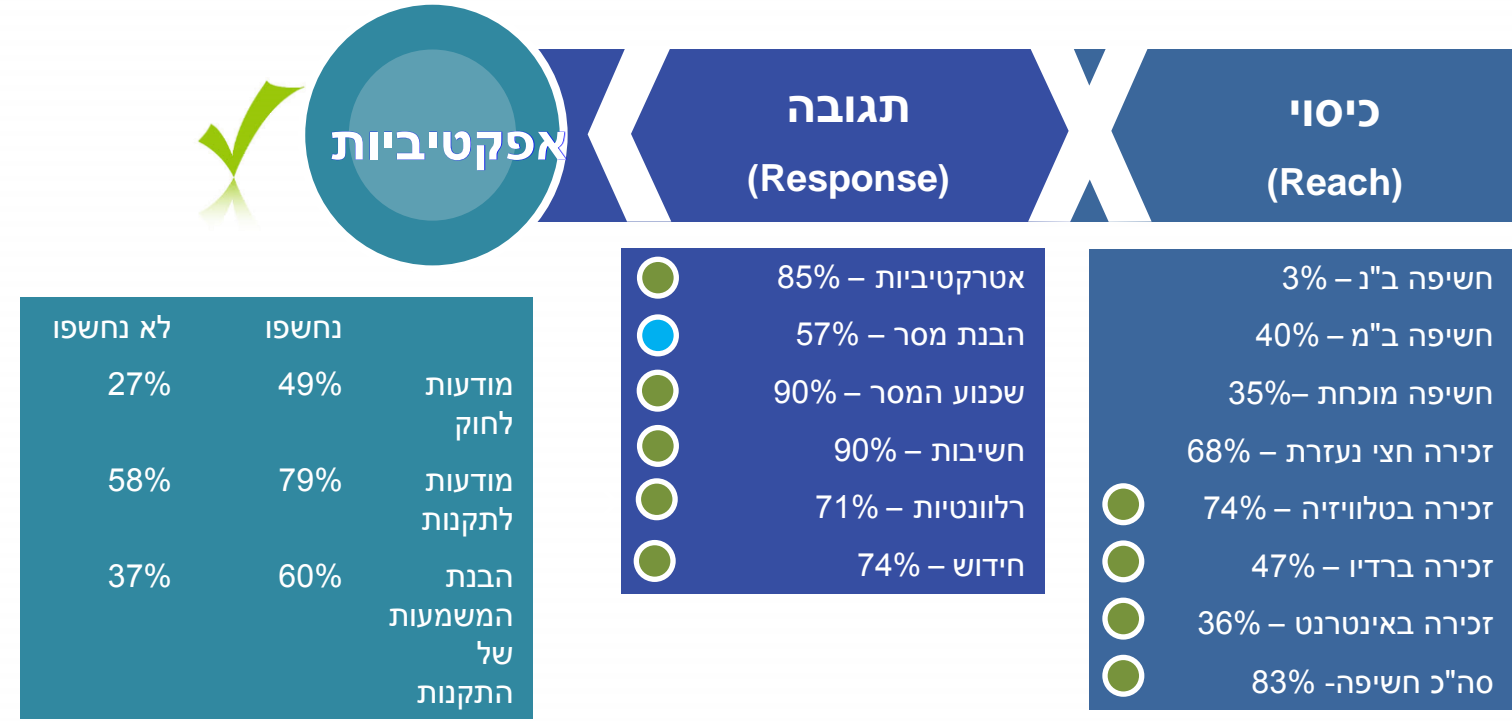 כיסוי
(Reach)
חשיפה ב"נ – 3%
חשיפה ב"מ – 40%
חשיפה מוכחת –35%
זכירה חצי נעזרת – 68%
זכירה בטלוויזיה – 74%
זכירה ברדיו – 47%
זכירה באינטרנט – 36%
סה"כ חשיפה- 83%
תגובה
(Response)
אטרקטיביות – 85%
הבנת מסר – 57%
שכנוע המסר – 90%
חשיבות – 90%
רלוונטיות – 71%
חידוש – 74%
אפקטיביות
נחשפו לא נחשפו
מודעות 49% 27%
לחוק
מודעות 79% 58%
לתקנות
הבנת 60% 37%
המשמעות
של
התקנות